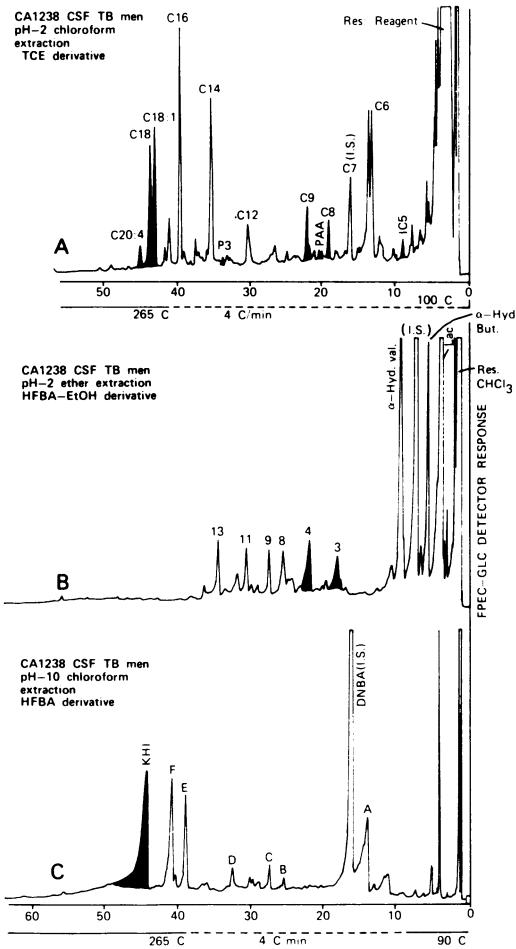 CA1238 CSF TB men
pH-2 chloroform
extraction
TCE derivative
C16
Res. Reagent
C14
C18:1
C18
C6
C7 (I.S.)
C20:4
.C12
C9
C8
PAA
P3
iC5
A
50 40 30 20 10 0
265 C 4 C/min 100 C
CA1238 CSF TB men
pH-2 ether extraction
HFBA-EtOH derivative
α-Hyd. val.
(I.S.)
α-Hyd
But.
Lac
Res.
CHCl3
13 11 9 8 4 3
B
FPEC-GLC DETECTOR RESPONSE
CA1238 CSF TB men
pH-10 chloroform
extraction
HFBA derivative
DNBA(I.S.)
KHI
F
E
D
C
B
A
C
60 50 40 30 20 10 0
265 C 4 C min 90 C